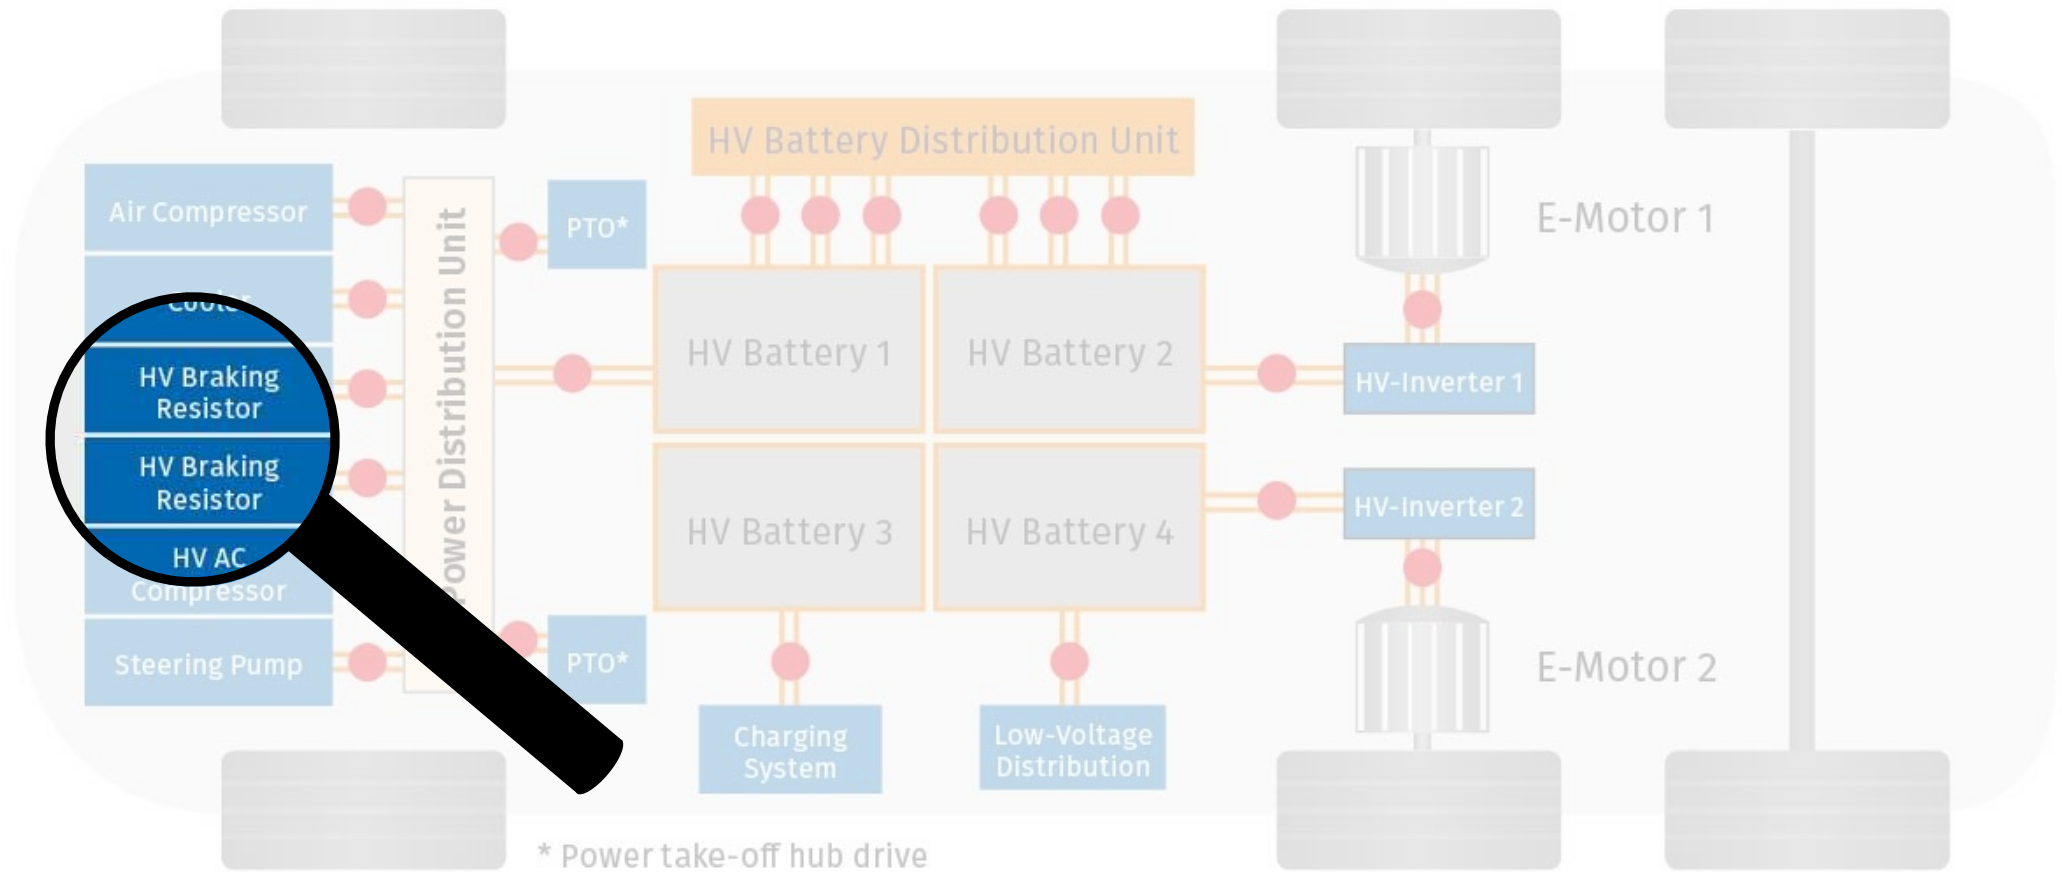 HV Battery Distribution Unit
Air Compressor
Cooler
HV Braking
Resistor
HV Braking
Resistor
HV AC
Compressor
Steering Pump
Power Distribution Unit
PTO*
PTO*
HV Battery 1
HV Battery 2
HV Battery 3
HV Battery 4
Charging
System
Low-Voltage
Distribution
HV-Inverter 1
HV-Inverter 2
E-Motor 1
E-Motor 2
* Power take-off hub drive